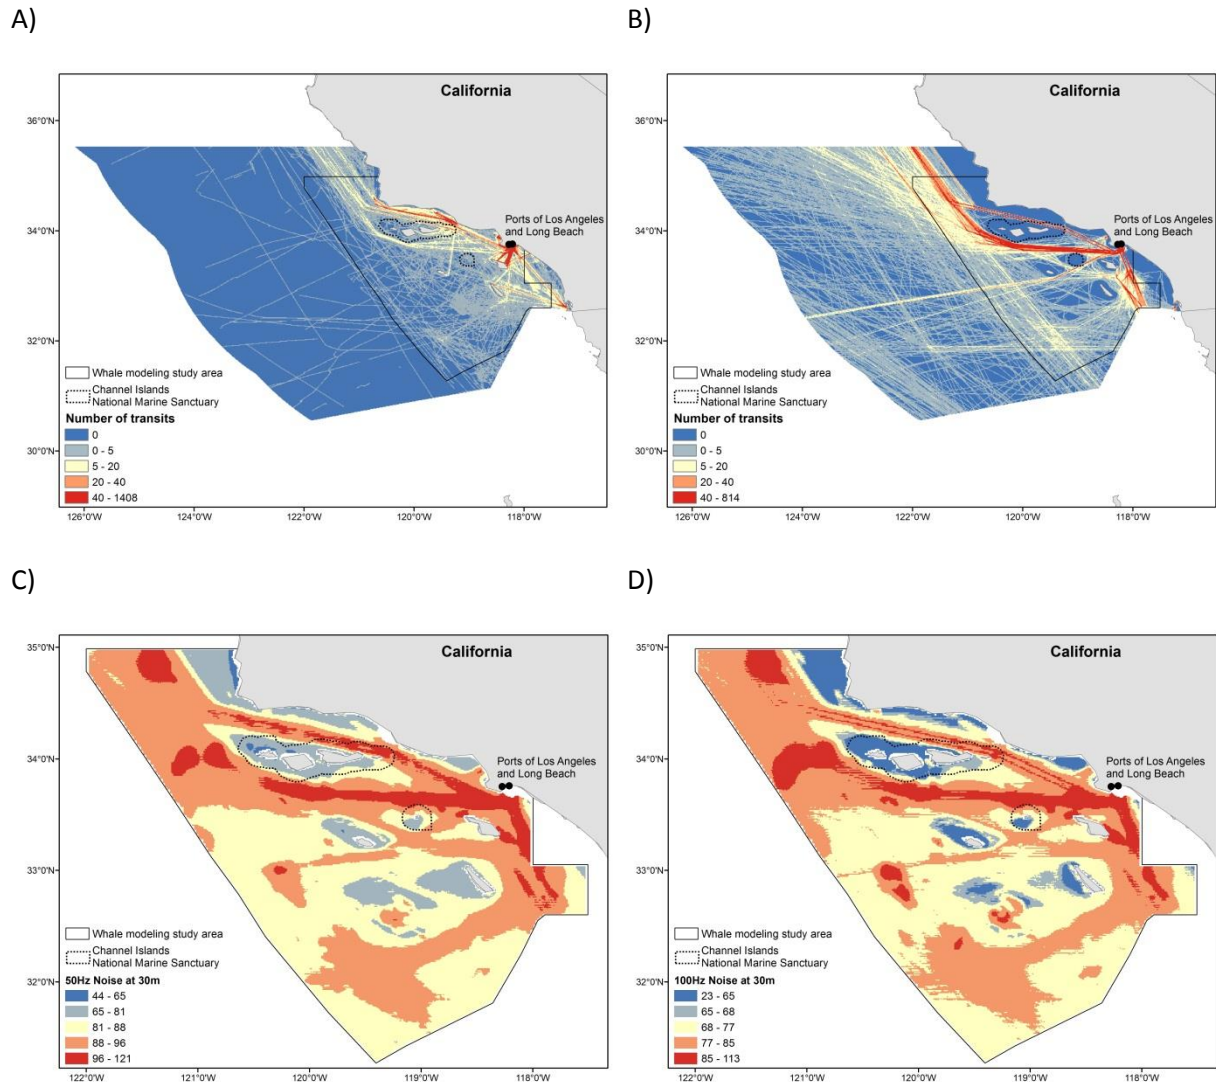 A)
California
36°0'N
Ports of Los Angeles
and Long Beach
34°0'N
32°0'N
Whale modeling study area
Channel Islands
National Marine Sanctuary
Number of transits
0
0 - 5
5 - 20
20 - 40
40 - 1408
30°0'N
126°0'W
124°0'W
122°0'W
120°0'W
118°0'W
B)
California
36°0'N
Ports of Los Angeles
and Long Beach
34°0'N
32°0'N
Whale modeling study area
Channel Islands
National Marine Sanctuary
Number of transits
0
0 - 5
5 - 20
20 - 40
40 - 814
30°0'N
126°0'W
124°0'W
122°0'W
120°0'W
118°0'W
C)
35°0'N
California
34°0'N
Ports of Los Angeles
and Long Beach
33°0'N
Whale modeling study area
Channel Islands
National Marine Sanctuary
32°0'N
50Hz Noise at 30m
44 - 65
65 - 81
81 - 88
88 - 96
96 - 121
122°0'W
121°0'W
120°0'W
119°0'W
118°0'W
D)
35°0'N
California
34°0'N
Ports of Los Angeles
and Long Beach
33°0'N
Whale modeling study area
Channel Islands
National Marine Sanctuary
32°0'N
100Hz Noise at 30m
23 - 65
65 - 68
68 - 77
77 - 85
85 - 113
122°0'W
121°0'W
120°0'W
119°0'W
118°0'W